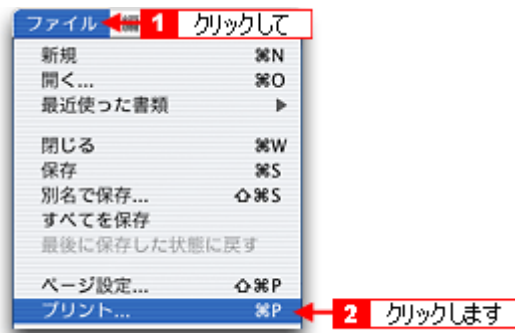 ファイル 1 クリックして
新規 ⌘N
開く... ⌘O
最近使った書類 ▶
閉じる ⌘W
保存 ⌘S
別名で保存... ⇧⌘S
すべてを保存
最後に保存した状態に戻す
ページ設定... ⇧⌘P
プリント... ⌘P 2 クリックします